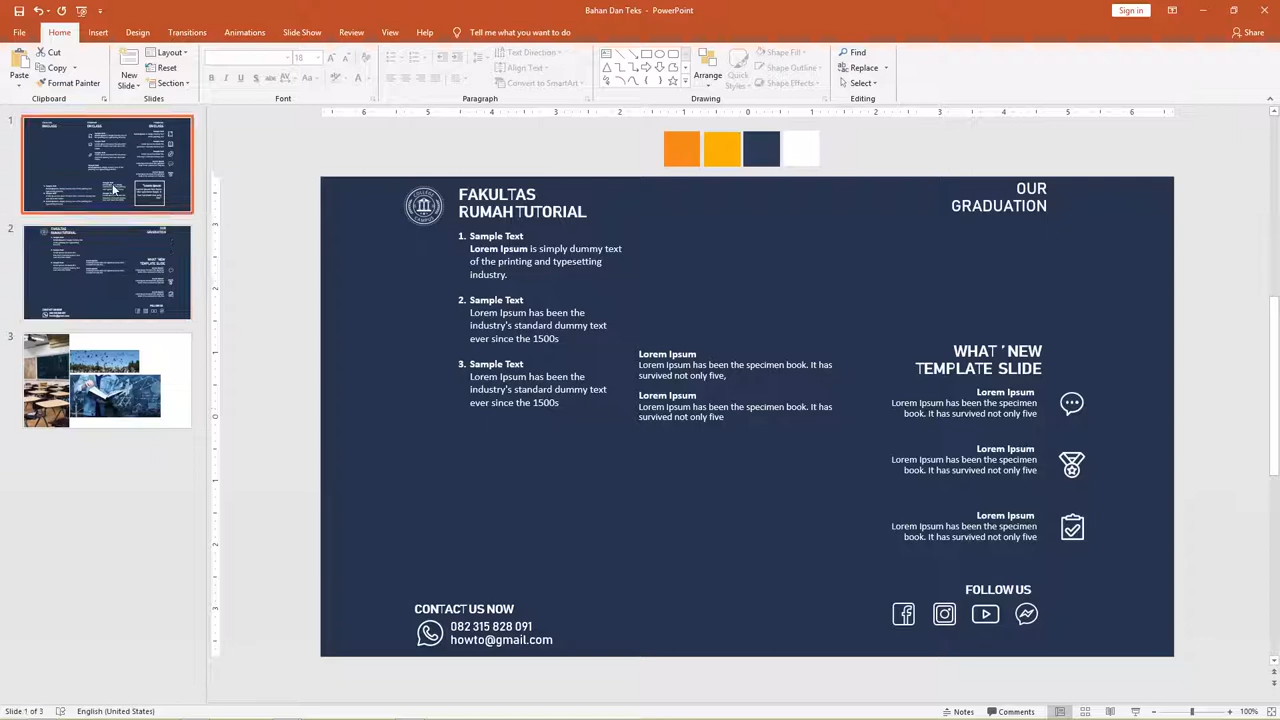 Bahan Dan Teks - PowerPoint
Sign in
File
Home
Insert
Design
Transitions
Animations
Slide Show
Review
View
Help
Tell me what you want to do
Share
Paste
Cut
Copy
Format Painter
Clipboard
New
Slide
Layout
Reset
Section
Slides
18
Font
Text Direction
Align Text
Convert to SmartArt
Paragraph
Arrange
Quick
Styles
Shape Fill
Shape Outline
Shape Effects
Drawing
Find
Replace
Select
Editing
1
2
3
FAKULTAS
RUMAH TUTORIAL
1. Sample Text
Lorem Ipsum is simply dummy text
of the printing and typesetting
industry.
2. Sample Text
Lorem Ipsum has been the
industry's standard dummy text
ever since the 1500s
3. Sample Text
Lorem Ipsum has been the
industry's standard dummy text
ever since the 1500s
Lorem Ipsum
Lorem Ipsum has been the specimen book. It has
survived not only five,
Lorem Ipsum
Lorem Ipsum has been the specimen book. It has
survived not only five
OUR
GRADUATION
WHAT ' NEW
TEMPLATE SLIDE
Lorem Ipsum
Lorem Ipsum has been the specimen
book. It has survived not only five
Lorem Ipsum
Lorem Ipsum has been the specimen
book. It has survived not only five
Lorem Ipsum
Lorem Ipsum has been the specimen
book. It has survived not only five
CONTACT US NOW
082 315 828 091
howto@gmail.com
FOLLOW US
Slide 1 of 3
English (United States)
Notes
Comments
100%